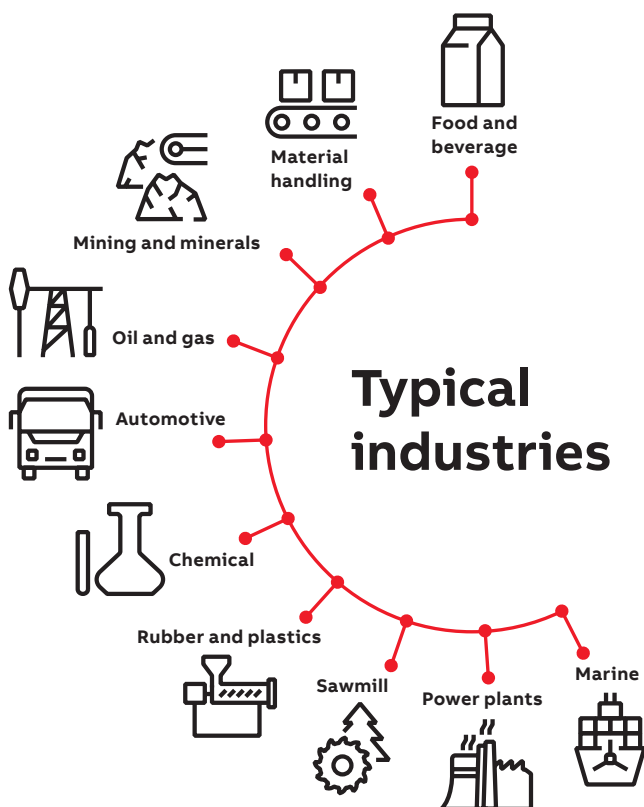 Food and
beverage
Material
handling
Mining and minerals
Oil and gas
Automotive
Typical
industries
Chemical
Rubber and plastics
Sawmill
Power plants
Marine